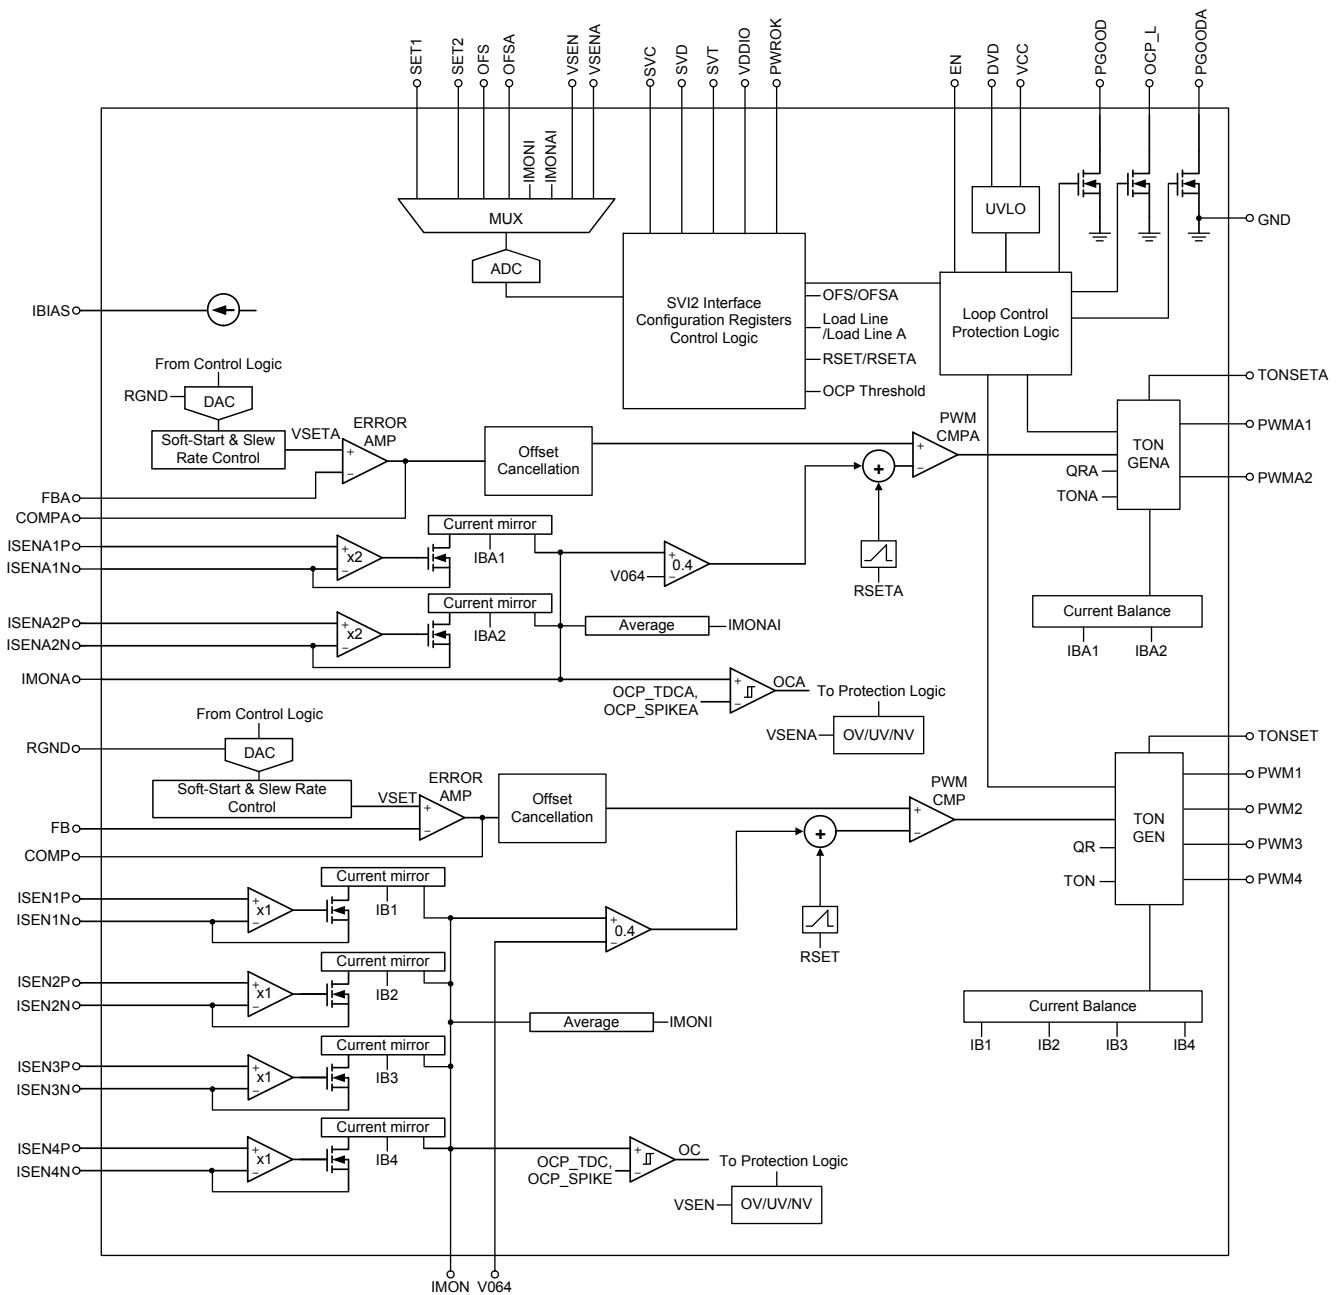 SET1
SET2
OFS
OFSA
VSEN
VSENA
SVC
SVD
SVT
VDDIO
PWROK
EN
DVD
VCC
PGOOD
OCP_L
PGOODA
IMONI
IMONAI
MUX
ADC
UVLO
GND
SVI2 Interface
Configuration Registers
Control Logic
OFS/OFSA
Load Line
/Load Line A
RSET/RSETA
OCP Threshold
Loop Control
Protection Logic
IBIAS
From Control Logic
RGND
DAC
Soft-Start & Slew
Rate Control
VSETA
ERROR
AMP
+
−
Offset
Cancellation
PWM
CMPA
+
−
+
TONSETA
TON
GENA
PWMA1
PWMA2
QRA
TONA
FBA
COMPA
ISENA1P
ISENA1N
+
x2
−
Current mirror
IBA1
V064
+
0.4
−
RSETA
ISENA2P
ISENA2N
+
x2
−
Current mirror
IBA2
Average
IMONAI
Current Balance
IBA1
IBA2
IMONA
OCP_TDCA,
OCP_SPIKEA
+
−
OCA
To Protection Logic
VSENA
OV/UV/NV
From Control Logic
RGND
DAC
Soft-Start & Slew Rate
Control
VSET
ERROR
AMP
+
−
Offset
Cancellation
PWM
CMP
+
−
+
TONSET
TON
GEN
PWM1
PWM2
PWM3
PWM4
QR
TON
FB
COMP
ISEN1P
ISEN1N
+
x1
−
Current mirror
IB1
+
0.4
−
RSET
ISEN2P
ISEN2N
+
x1
−
Current mirror
IB2
Average
IMONI
Current Balance
IB1
IB2
IB3
IB4
ISEN3P
ISEN3N
+
x1
−
Current mirror
IB3
ISEN4P
ISEN4N
+
x1
−
Current mirror
IB4
OCP_TDC,
OCP_SPIKE
+
−
OC
To Protection Logic
VSEN
OV/UV/NV
IMON
V064